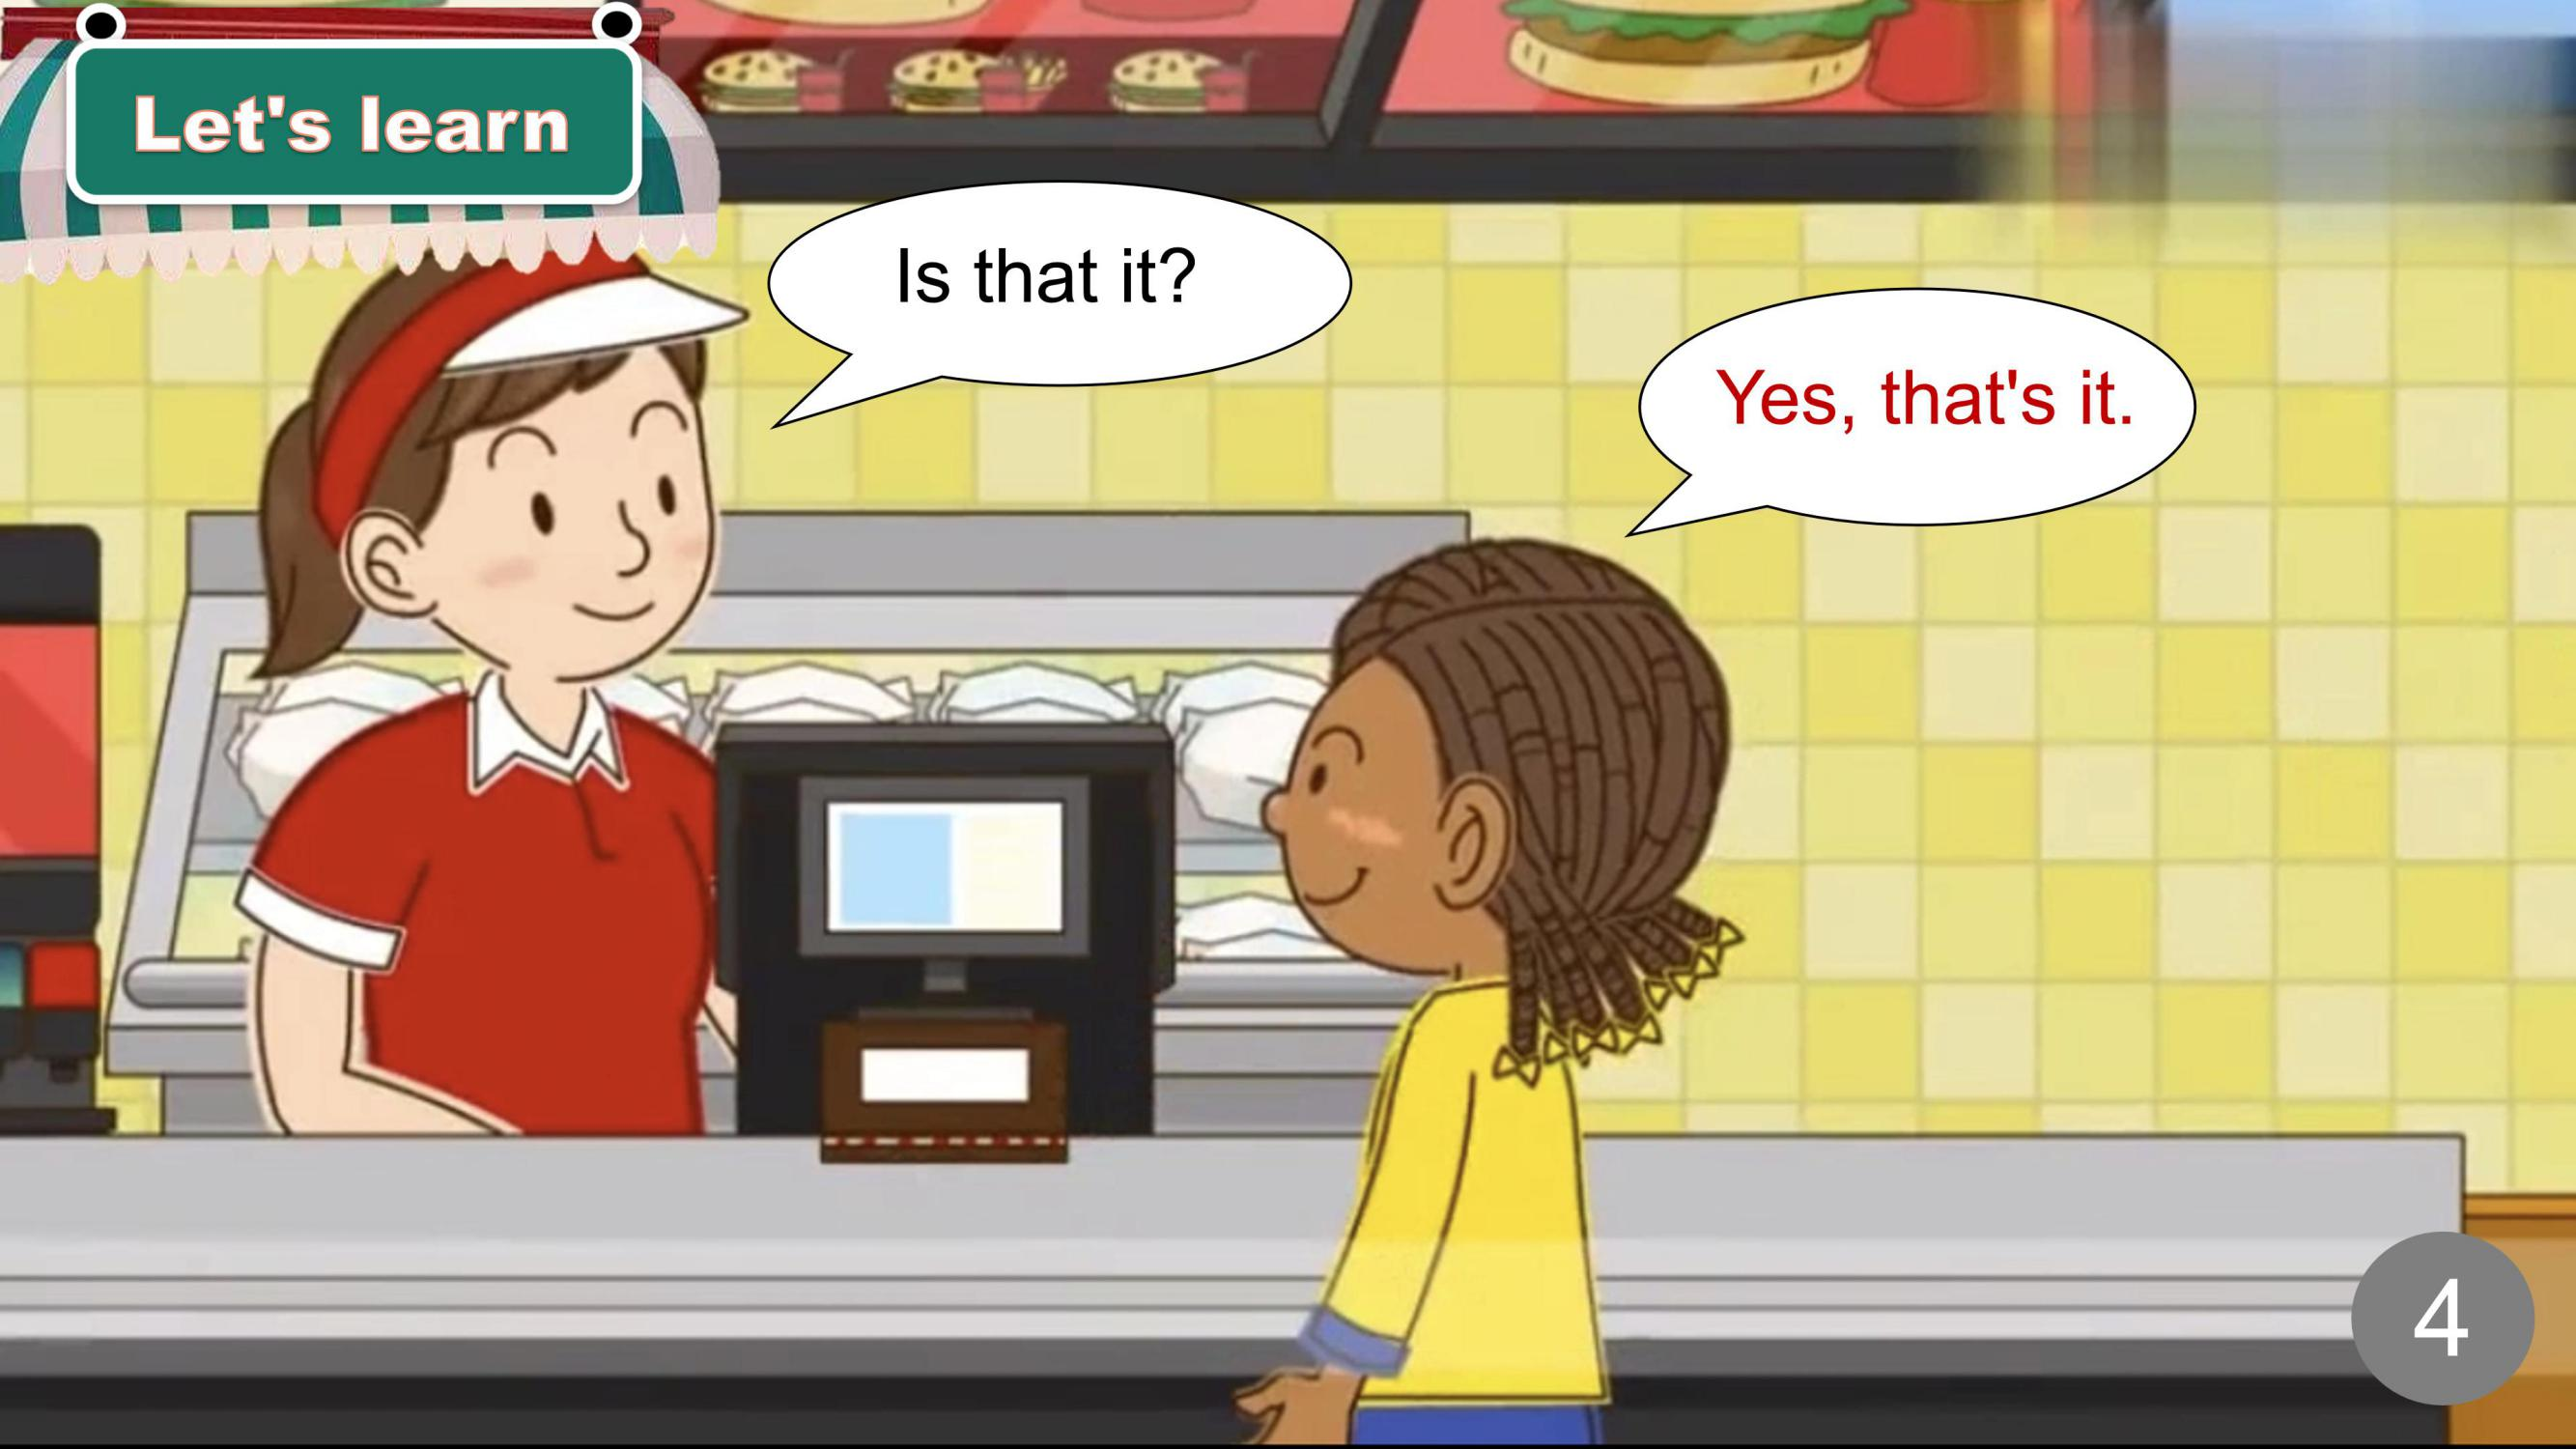 Let's learn
Is that it?
Yes, that's it.
4